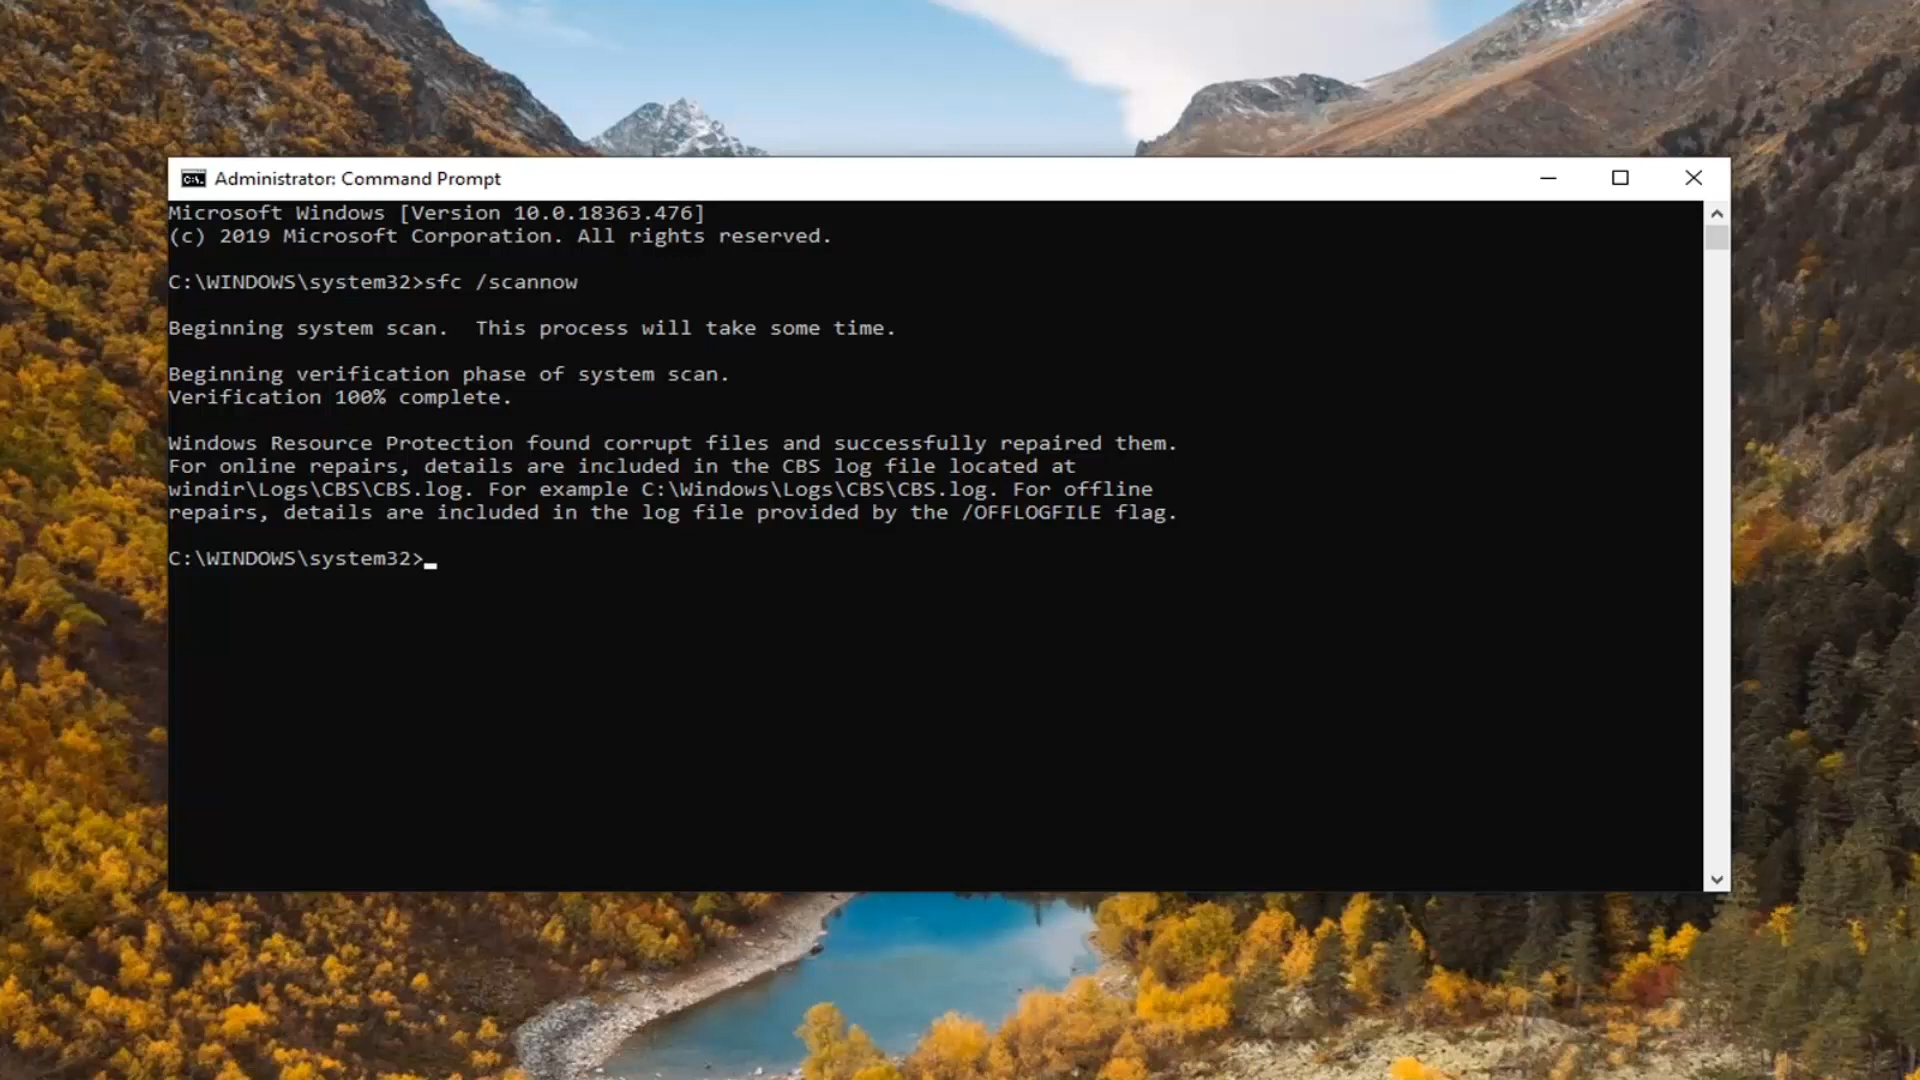 Administrator: Command Prompt
Microsoft Windows [Version 10.0.18363.476]
(c) 2019 Microsoft Corporation. All rights reserved.
C:\WINDOWS\system32>sfc /scannow
Beginning system scan.  This process will take some time.
Beginning verification phase of system scan.
Verification 100% complete.
Windows Resource Protection found corrupt files and successfully repaired them.
For online repairs, details are included in the CBS log file located at
windir\Logs\CBS\CBS.log. For example C:\Windows\Logs\CBS\CBS.log. For offline
repairs, details are included in the log file provided by the /OFFLOGFILE flag.
C:\WINDOWS\system32>